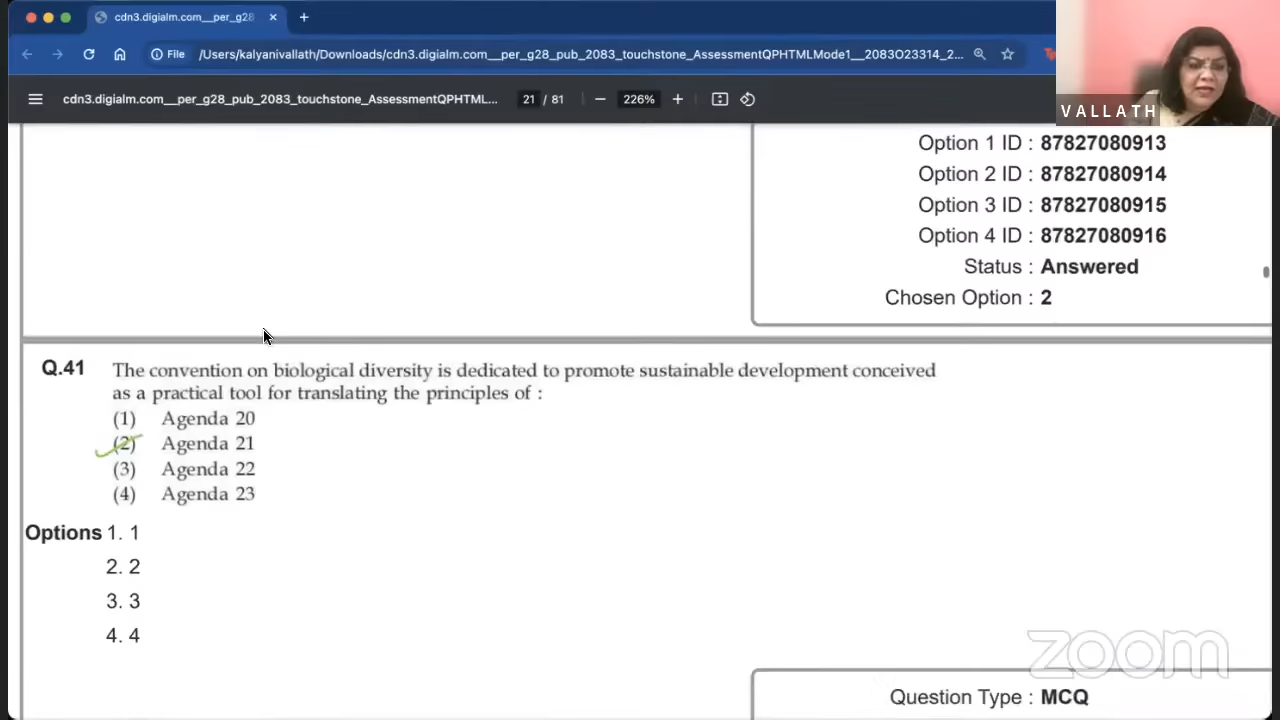 cdn3.digialm.com__per_g28
File /Users/kalyanivallath/Downloads/cdn3.digialm.com__per_g28_pub_2083_touchstone_AssessmentQPHTMLMode1__2083O23314_2...
cdn3.digialm.com__per_g28_pub_2083_touchstone_AssessmentQPHTML... 21 / 81 226%
VALLATH
Option 1 ID : 87827080913
Option 2 ID : 87827080914
Option 3 ID : 87827080915
Option 4 ID : 87827080916
Status : Answered
Chosen Option : 2
Q.41 The convention on biological diversity is dedicated to promote sustainable development conceived
as a practical tool for translating the principles of :
(1) Agenda 20
(2) Agenda 21
(3) Agenda 22
(4) Agenda 23
Options 1. 1
2. 2
3. 3
4. 4
zoom
Question Type : MCQ